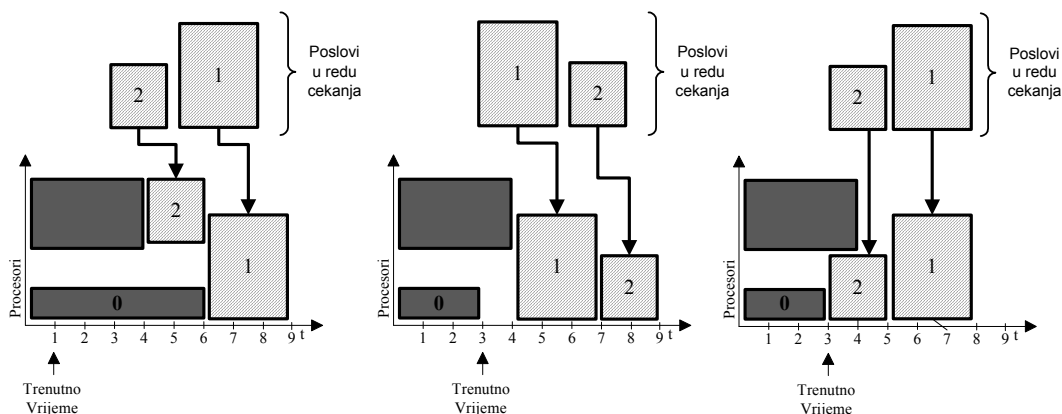 1
2
Poslovi
u redu
cekanja
2
1
0
Procesori
1 2 3 4 5 6 7 8 9 t
Trenutno
Vrijeme
1
2
Poslovi
u redu
cekanja
1
2
0
Procesori
1 2 3 4 5 6 7 8 9 t
Trenutno
Vrijeme
1
2
Poslovi
u redu
cekanja
1
2
0
Procesori
1 2 3 4 5 6 7 8 9 t
Trenutno
Vrijeme